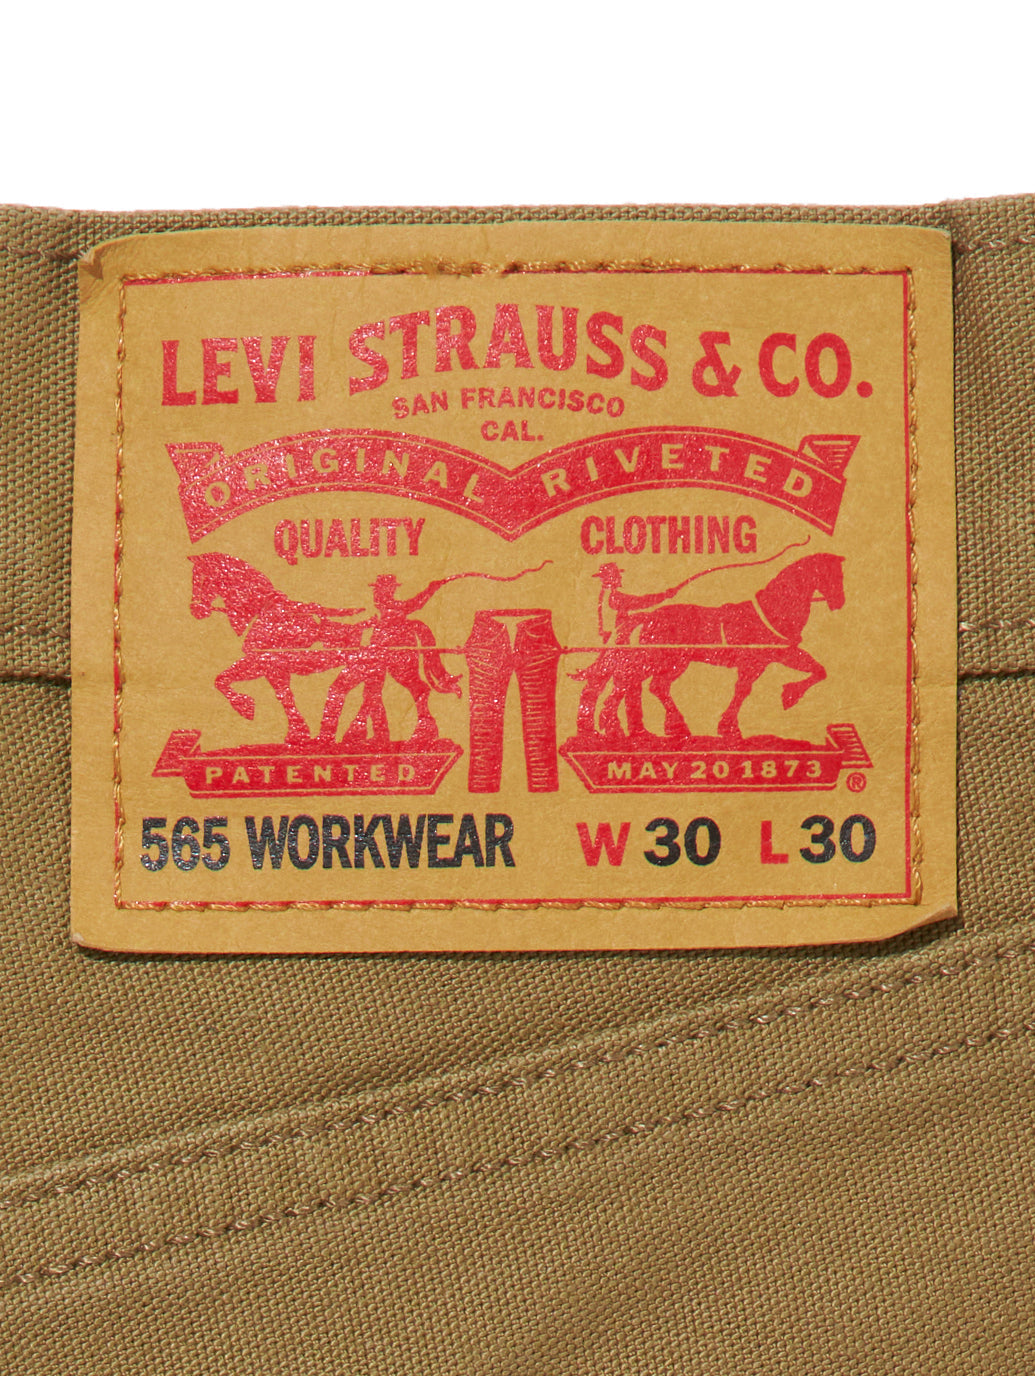 LEVI STRAUSS & CO.
SAN FRANCISCO
CAL.
ORIGINAL RIVETED
QUALITY CLOTHING
PATENTED MAY 20 1873 ®
565 WORKWEAR W 30 L 30